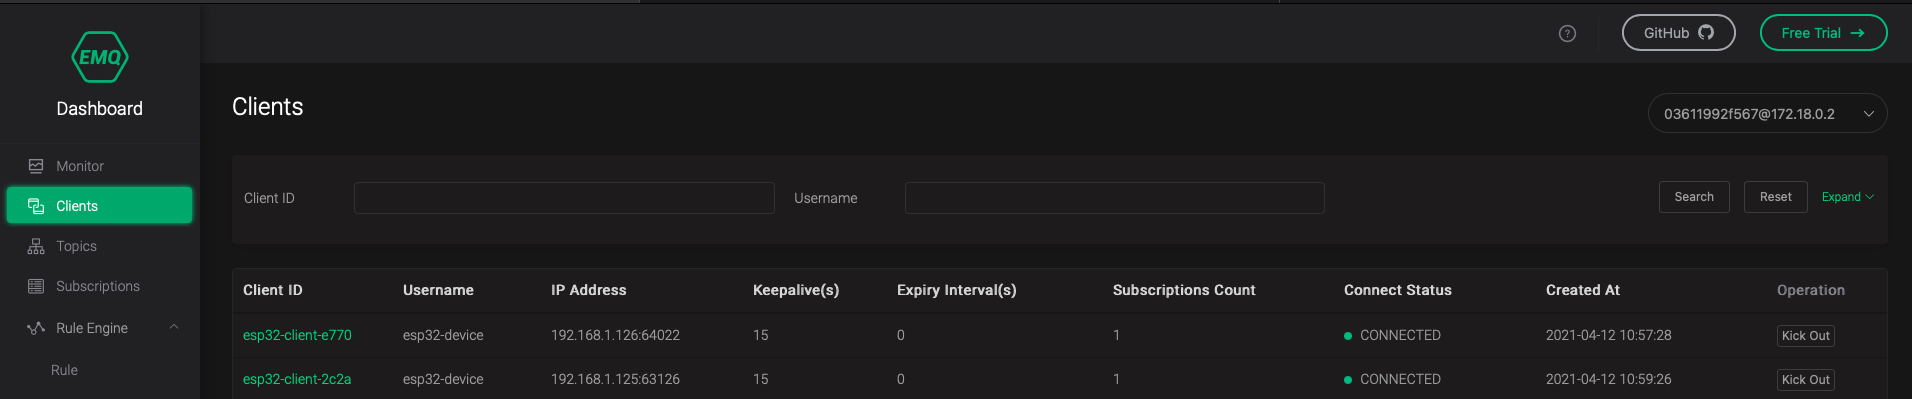 EMQ
Dashboard
Monitor
Clients
Topics
Subscriptions
Rule Engine
Rule
? GitHub Free Trial →
Clients
03611992f567@172.18.0.2
Client ID Username Search Reset Expand
Client ID Username IP Address Keepalive(s) Expiry Interval(s) Subscriptions Count Connect Status Created At Operation
esp32-client-e770 esp32-device 192.168.1.126:64022 15 0 1 CONNECTED 2021-04-12 10:57:28 Kick Out
esp32-client-2c2a esp32-device 192.168.1.125:63126 15 0 1 CONNECTED 2021-04-12 10:59:26 Kick Out